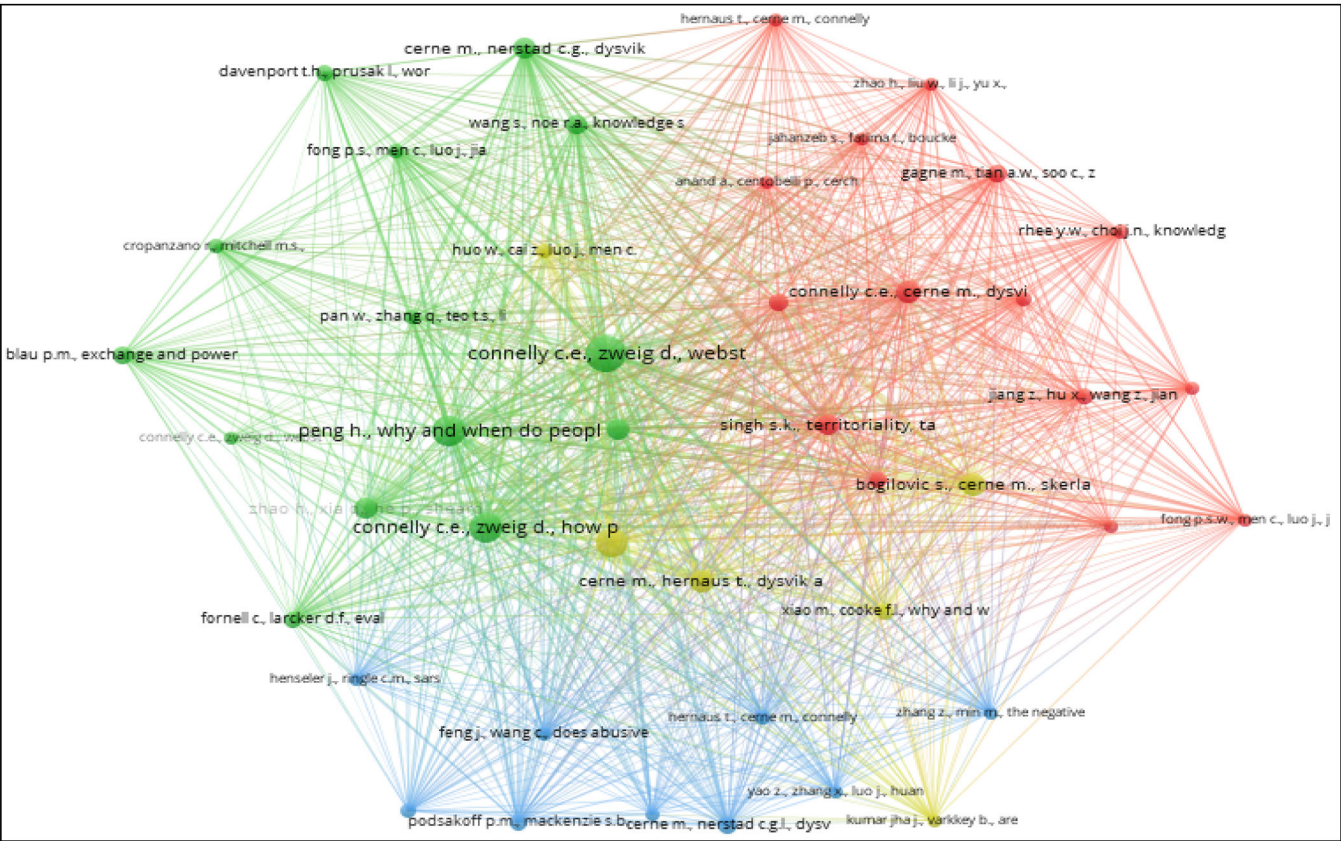 hernaus t., cerne m., connelly
cerne m., nerstad c.g., dysvik
davenport t.h., prusak l., wor
zhao h., liu w., li j., yu x.,
wang s., noe r.a., knowledge s
jahanzeb s., fatima t., boucke
fong p.s., men c., luo j., jia
gagne m., tian a.w., soo c., z
anand a., centobelli p., cerch
rhee y.w., choi j.n., knowledg
cropanzano r., mitchell m.s.,
huo w., cai z., luo j., men c.
connelly c.e., cerne m., dysvi
pan w., zhang q., teo t.s., li
blau p.m., exchange and power
connelly c.e., zweig d., webst
jiang z., hu x., wang z., jian
singh s.k., territoriality, ta
peng h., why and when do peopl
connelly c.e., zweig d., webst
bogilovic s., cerne m., skerla
zhao h., xia q., he p., sheard
fong p.s.w., men c., luo j., j
connelly c.e., zweig d., how p
cerne m., hernaus t., dysvik a
xiao m., cooke f.l., why and w
fornell c., larcker d.f., eval
henseler j., ringle c.m., sars
hernaus t., cerne m., connelly
zhang z., min m., the negative
feng j., wang c., does abusive
yao z., zhang x., luo j., huan
podsakoff p.m., mackenzie s.b.
cerne m., nerstad c.g.l., dysv
kumar jha j., varkkey b., are